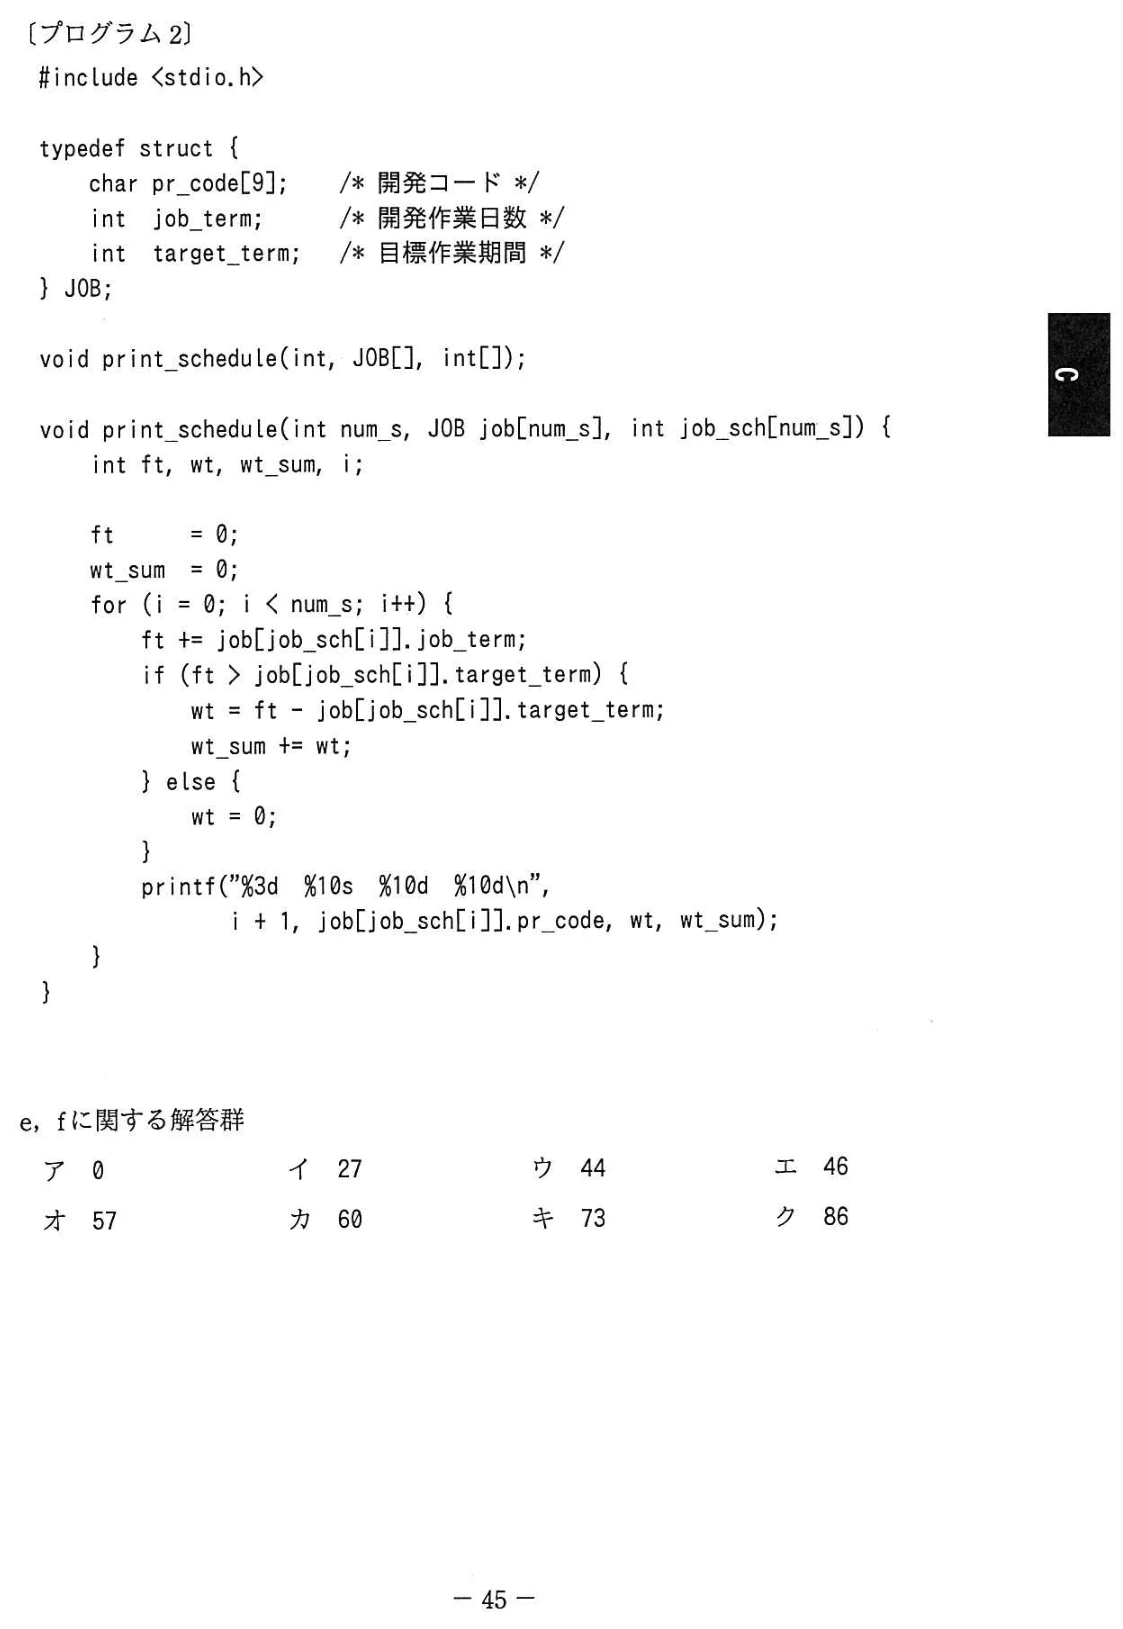 〔プログラム2〕
#include <stdio.h>
typedef struct {
    char pr_code[9];    /* 開発コード */
    int  job_term;      /* 開発作業日数 */
    int  target_term;   /* 目標作業期間 */
} JOB;
void print_schedule(int, JOB[], int[]);
C
void print_schedule(int num_s, JOB job[num_s], int job_sch[num_s]) {
    int ft, wt, wt_sum, i;
    ft      = 0;
    wt_sum  = 0;
    for (i = 0; i < num_s; i++) {
        ft += job[job_sch[i]].job_term;
        if (ft > job[job_sch[i]].target_term) {
            wt = ft - job[job_sch[i]].target_term;
            wt_sum += wt;
        } else {
            wt = 0;
        }
        printf("%3d  %10s  %10d  %10d\n",
               i + 1, job[job_sch[i]].pr_code, wt, wt_sum);
    }
}
e, fに関する解答群
ア 0 イ 27 ウ 44 エ 46
オ 57 カ 60 キ 73 ク 86
－ 45 －